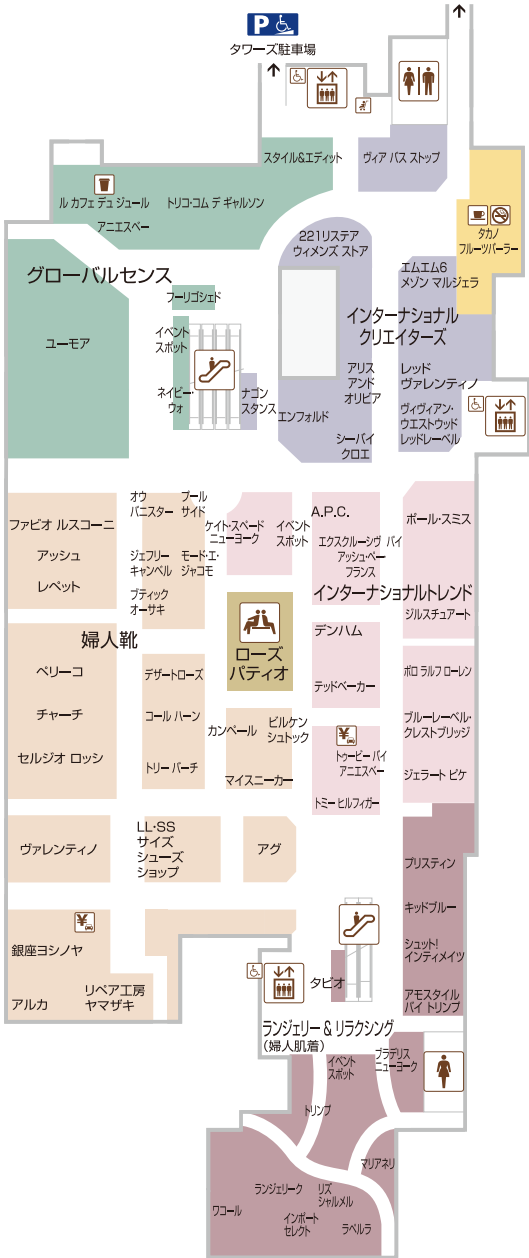 P
タワーズ駐車場
スタイル&エディット
ヴィア バス ストップ
ル カフェ デュ ジュール
トリコ・コム デ ギャルソン
アニエスベー
タカノ
フルーツパーラー
221リステア
ウィメンズ ストア
エムエム6
メゾン マルジェラ
グローバルセンス
フーリゴシェド
インターナショナル
クリエイターズ
ユーモア
イベント
スポット
アリス
アンド
オリビア
レッド
ヴァレンティノ
ネイビー・
ウォ
ナゴン
スタンス
エンフォルド
ヴィヴィアン・
ウエストウッド
レッドレーベル
シーバイ
クロエ
オウ
バニスター
プール
サイド
ファビオ ルスコーニ
ケイト・スペード
ニューヨーク
イベント
スポット
A.P.C.
ポール・スミス
アッシュ
ジェフリー
キャンベル
モード・エ・
ジャコモ
エクスクルーシヴ バイ
アッシュ・ペー
フランス
レペット
ブティック
オーサキ
インターナショナルトレンド
ジルスチュアート
婦人靴
ローズ
パティオ
デンハム
ペリーコ
デザートローズ
テッドベーカー
ポロ ラルフ ローレン
チャーチ
コール ハーン
カンペール
ビルケン
シュトック
ブルーレーベル・
クレストブリッジ
セルジオ ロッシ
トリー バーチ
マイスニーカー
¥
トゥービー バイ
アニエスベー
ジェラート ピケ
トミー ヒルフィガー
ヴァレンティノ
LL・SS
サイズ
シューズ
ショップ
アグ
プリスティン
キッドブルー
¥
銀座ヨシノヤ
シュット!
インティメイツ
アルカ
リペア工房
ヤマザキ
タビオ
アモスタイル
バイ トリンプ
ランジェリー & リラクシング
(婦人肌着)
イベント
スポット
ブラデリス
ニューヨーク
トリンプ
マリアネリ
ランジェリーク
リズ
シャルメル
ワコール
インポート
セレクト
ラペルラ